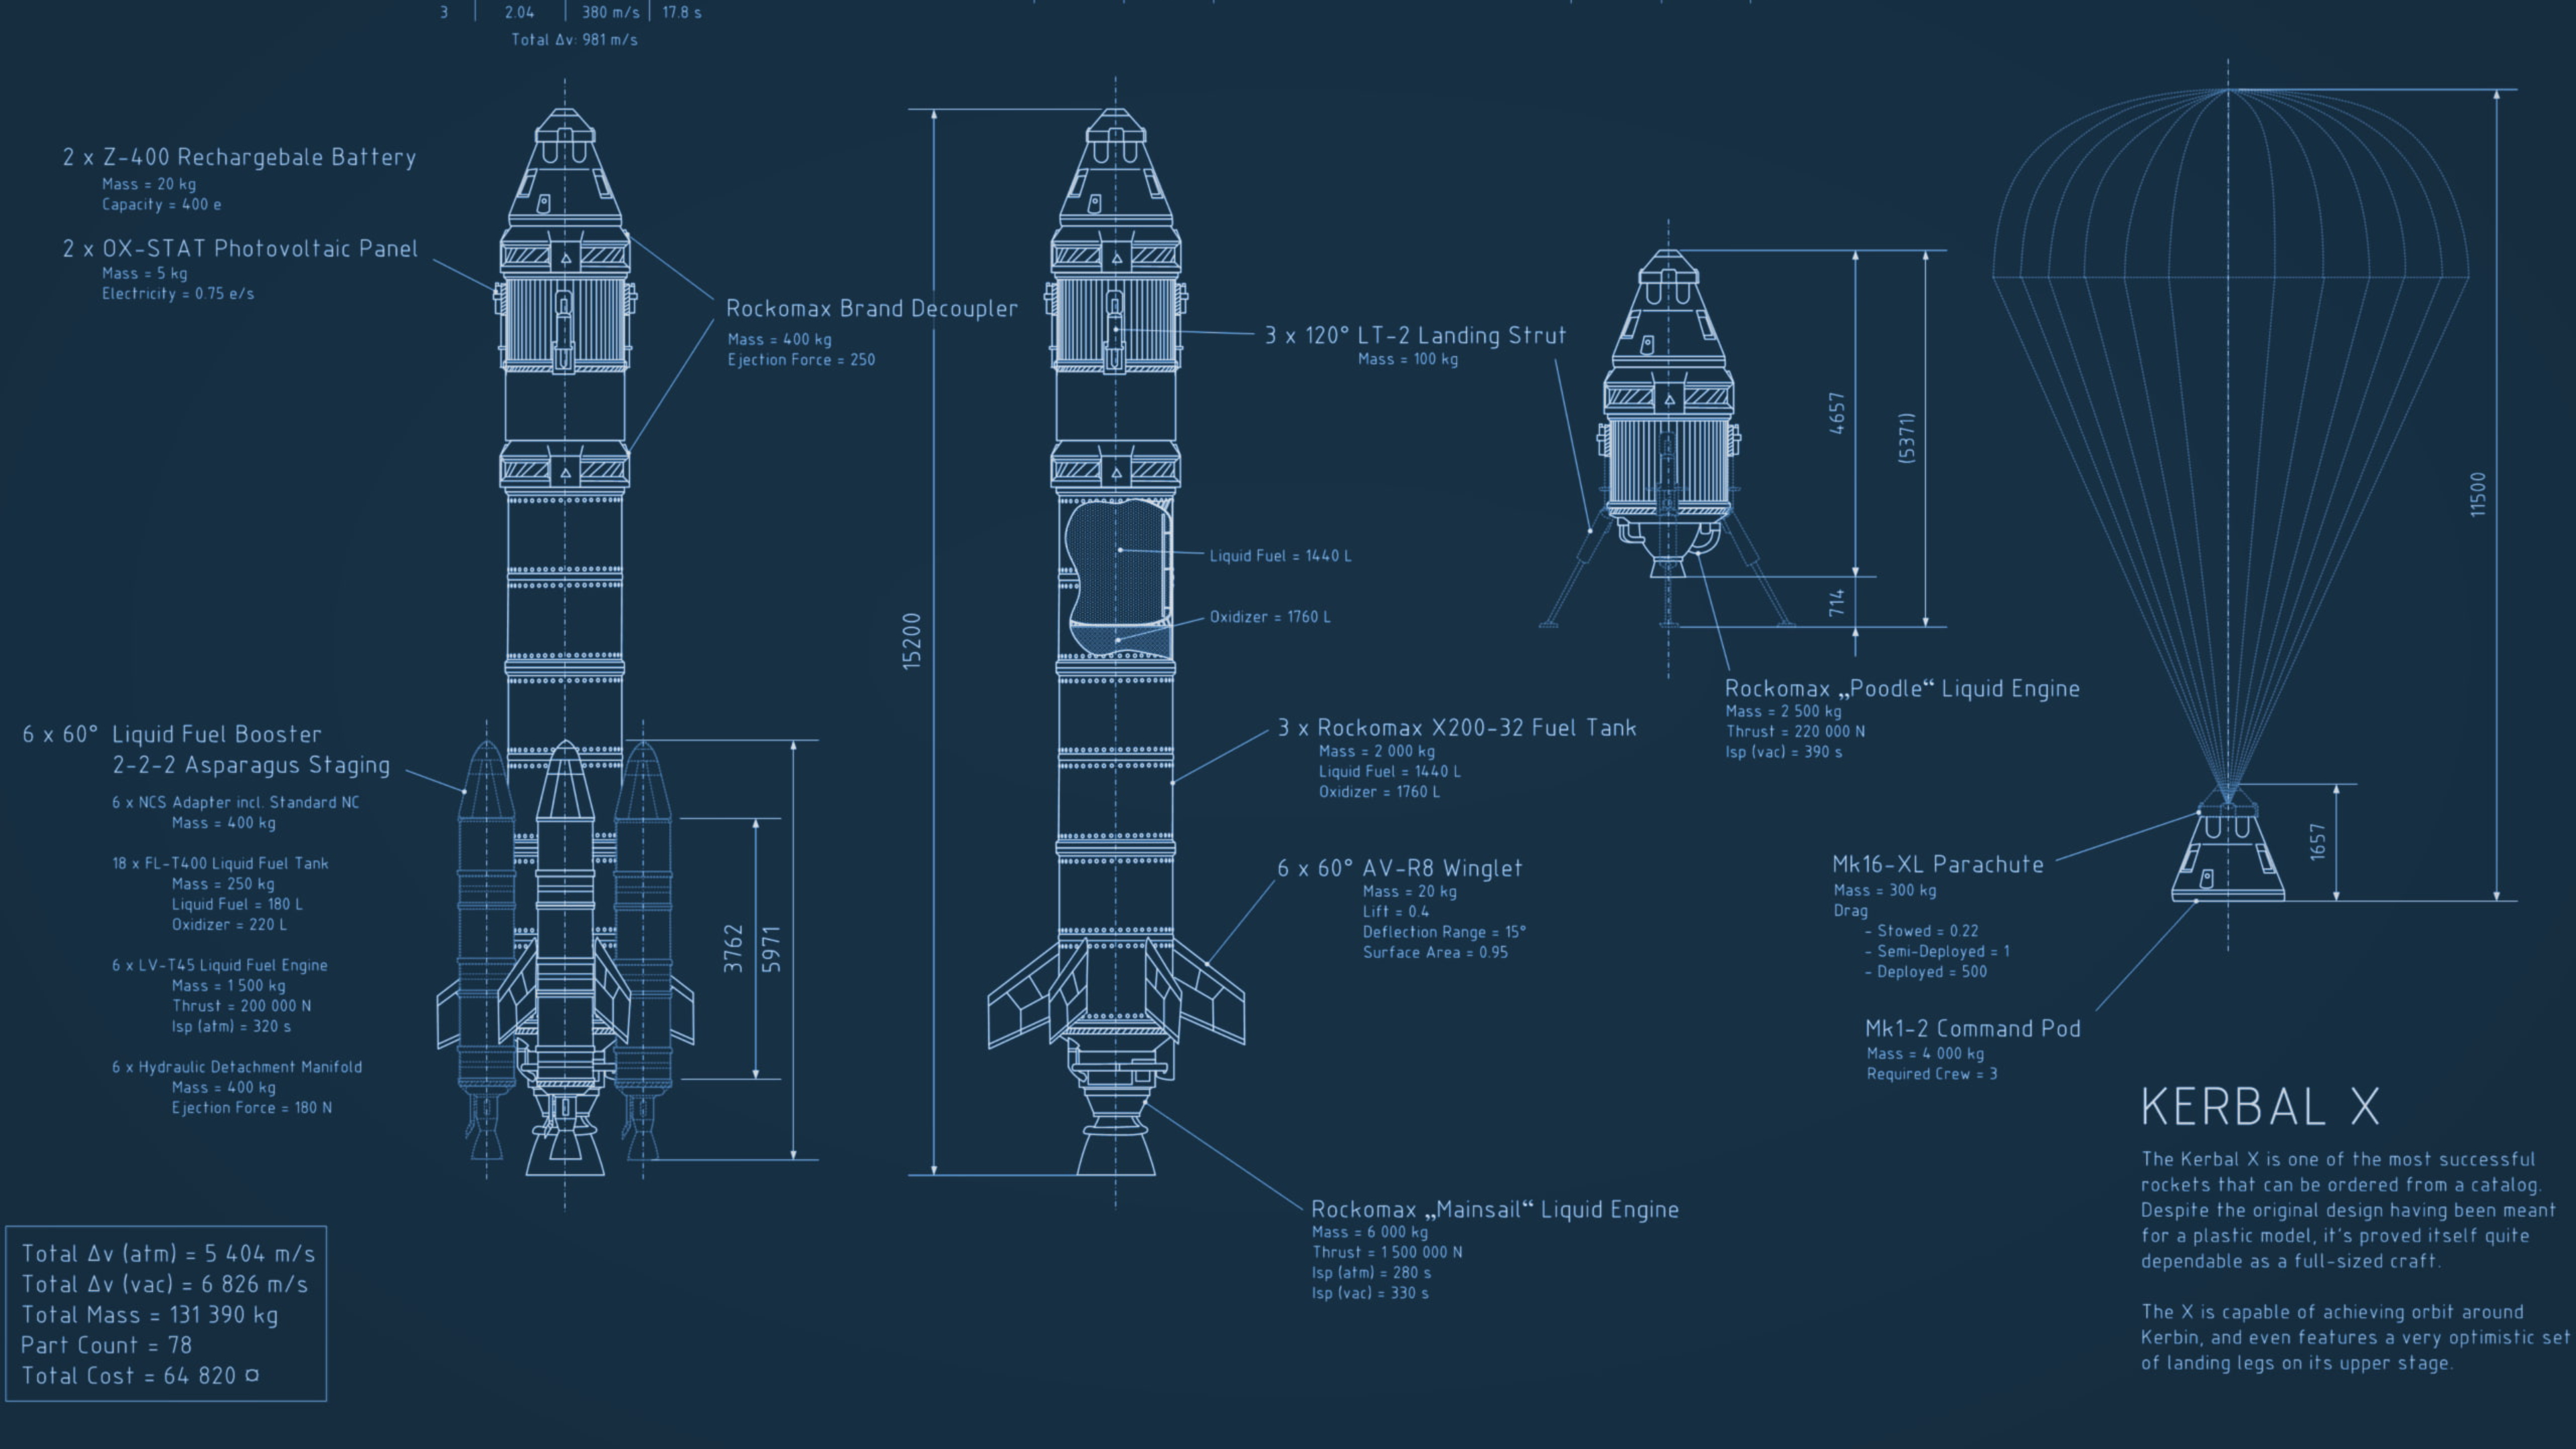 3 2.04 380 m/s 17.8 s
Total Δv: 981 m/s
2 x Z-400 Rechargebale Battery
Mass = 20 kg
Capacity = 400 e
2 x OX-STAT Photovoltaic Panel
Mass = 5 kg
Electricity = 0.75 e/s
Rockomax Brand Decoupler
Mass = 400 kg
Ejection Force = 250
6 x 60° Liquid Fuel Booster
2-2-2 Asparagus Staging
6 x NCS Adapter incl. Standard NC
Mass = 400 kg
18 x FL-T400 Liquid Fuel Tank
Mass = 250 kg
Liquid Fuel = 180 L
Oxidizer = 220 L
6 x LV-T45 Liquid Fuel Engine
Mass = 1 500 kg
Thrust = 200 000 N
Isp (atm) = 320 s
6 x Hydraulic Detachment Manifold
Mass = 400 kg
Ejection Force = 180 N
3762
5971
Total Δv (atm) = 5 404 m/s
Total Δv (vac) = 6 826 m/s
Total Mass = 131 390 kg
Part Count = 78
Total Cost = 64 820 ¤
15200
3 x 120° LT-2 Landing Strut
Mass = 100 kg
Liquid Fuel = 1440 L
Oxidizer = 1760 L
3 x Rockomax X200-32 Fuel Tank
Mass = 2 000 kg
Liquid Fuel = 1440 L
Oxidizer = 1760 L
6 x 60° AV-R8 Winglet
Mass = 20 kg
Lift = 0.4
Deflection Range = 15°
Surface Area = 0.95
Rockomax „Mainsail“ Liquid Engine
Mass = 6 000 kg
Thrust = 1 500 000 N
Isp (atm) = 280 s
Isp (vac) = 330 s
4657
(5371)
714
Rockomax „Poodle“ Liquid Engine
Mass = 2 500 kg
Thrust = 220 000 N
Isp (vac) = 390 s
11500
1657
Mk16-XL Parachute
Mass = 300 kg
Drag
- Stowed = 0.22
- Semi-Deployed = 1
- Deployed = 500
Mk1-2 Command Pod
Mass = 4 000 kg
Required Crew = 3
KERBAL X
The Kerbal X is one of the most successful
rockets that can be ordered from a catalog.
Despite the original design having been meant
for a plastic model, it's proved itself quite
dependable as a full-sized craft.
The X is capable of achieving orbit around
Kerbin, and even features a very optimistic set
of landing legs on its upper stage.